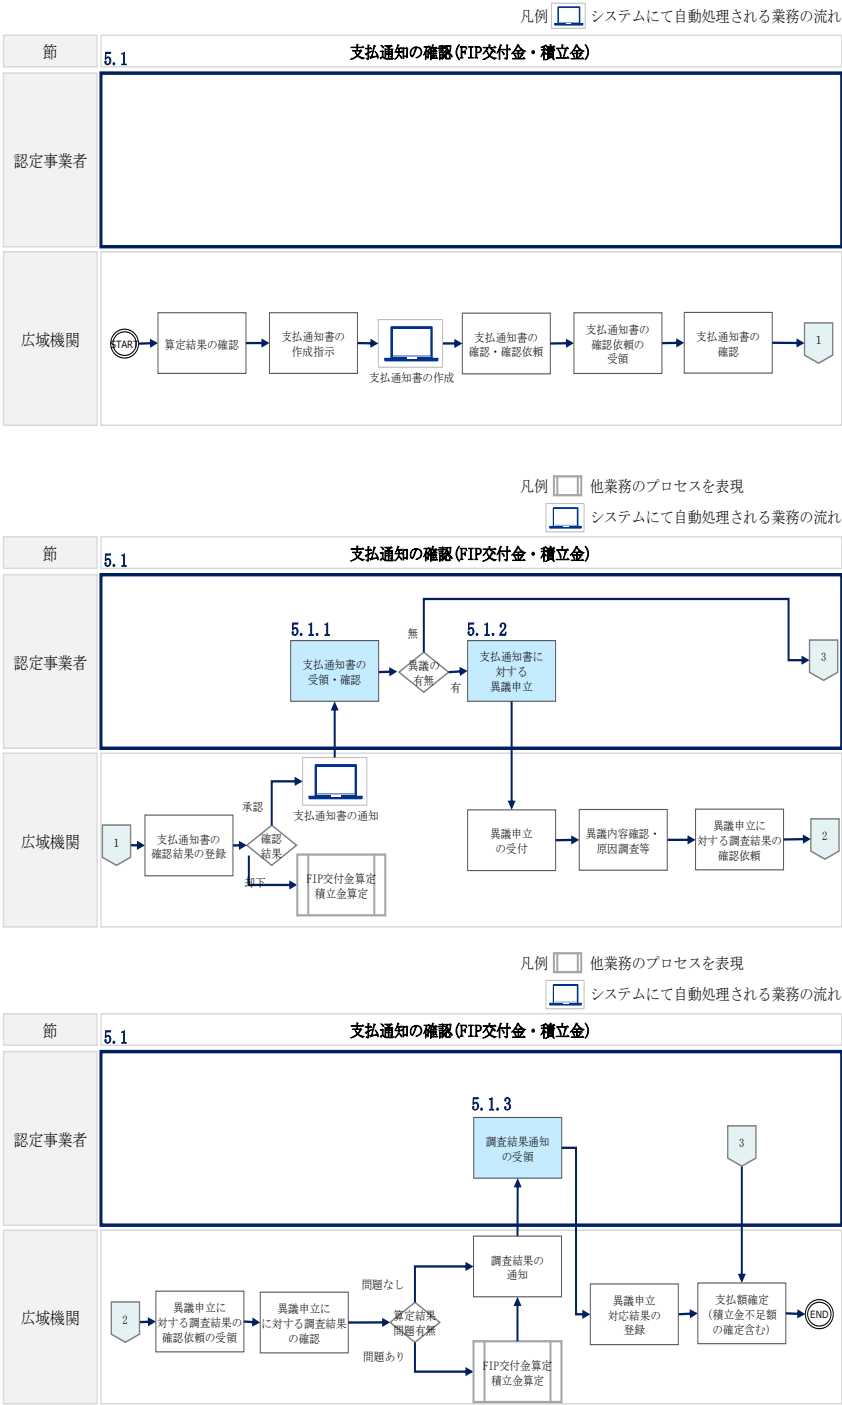 凡例 システムにて自動処理される業務の流れ
節
5.1
支払通知の確認(FIP交付金・積立金)
認定事業者
広域機関
START
算定結果の確認
支払通知書の
作成指示
支払通知書の作成
支払通知書の
確認・確認依頼
支払通知書の
確認依頼の
受領
支払通知書の
確認
1
凡例 他業務のプロセスを表現
システムにて自動処理される業務の流れ
節
5.1
支払通知の確認(FIP交付金・積立金)
認定事業者
5.1.1
支払通知書の
受領・確認
無
異議の
有無
有
5.1.2
支払通知書に
対する
異議申立
3
広域機関
1
支払通知書の
確認結果の登録
承認
確認
結果
却下
支払通知書の通知
FIP交付金算定
積立金算定
異議申立
の受付
異議内容確認・
原因調査等
異議申立に
対する調査結果の
確認依頼
2
凡例 他業務のプロセスを表現
システムにて自動処理される業務の流れ
節
5.1
支払通知の確認(FIP交付金・積立金)
認定事業者
5.1.3
調査結果通知
の受領
3
広域機関
2
異議申立に
対する調査結果の
確認依頼の受領
異議申立に
に対する調査結果
の確認
問題なし
算定結果
問題有無
問題あり
調査結果の
通知
FIP交付金算定
積立金算定
異議申立
対応結果の
登録
支払額確定
(積立金不足額
の確定含む)
END